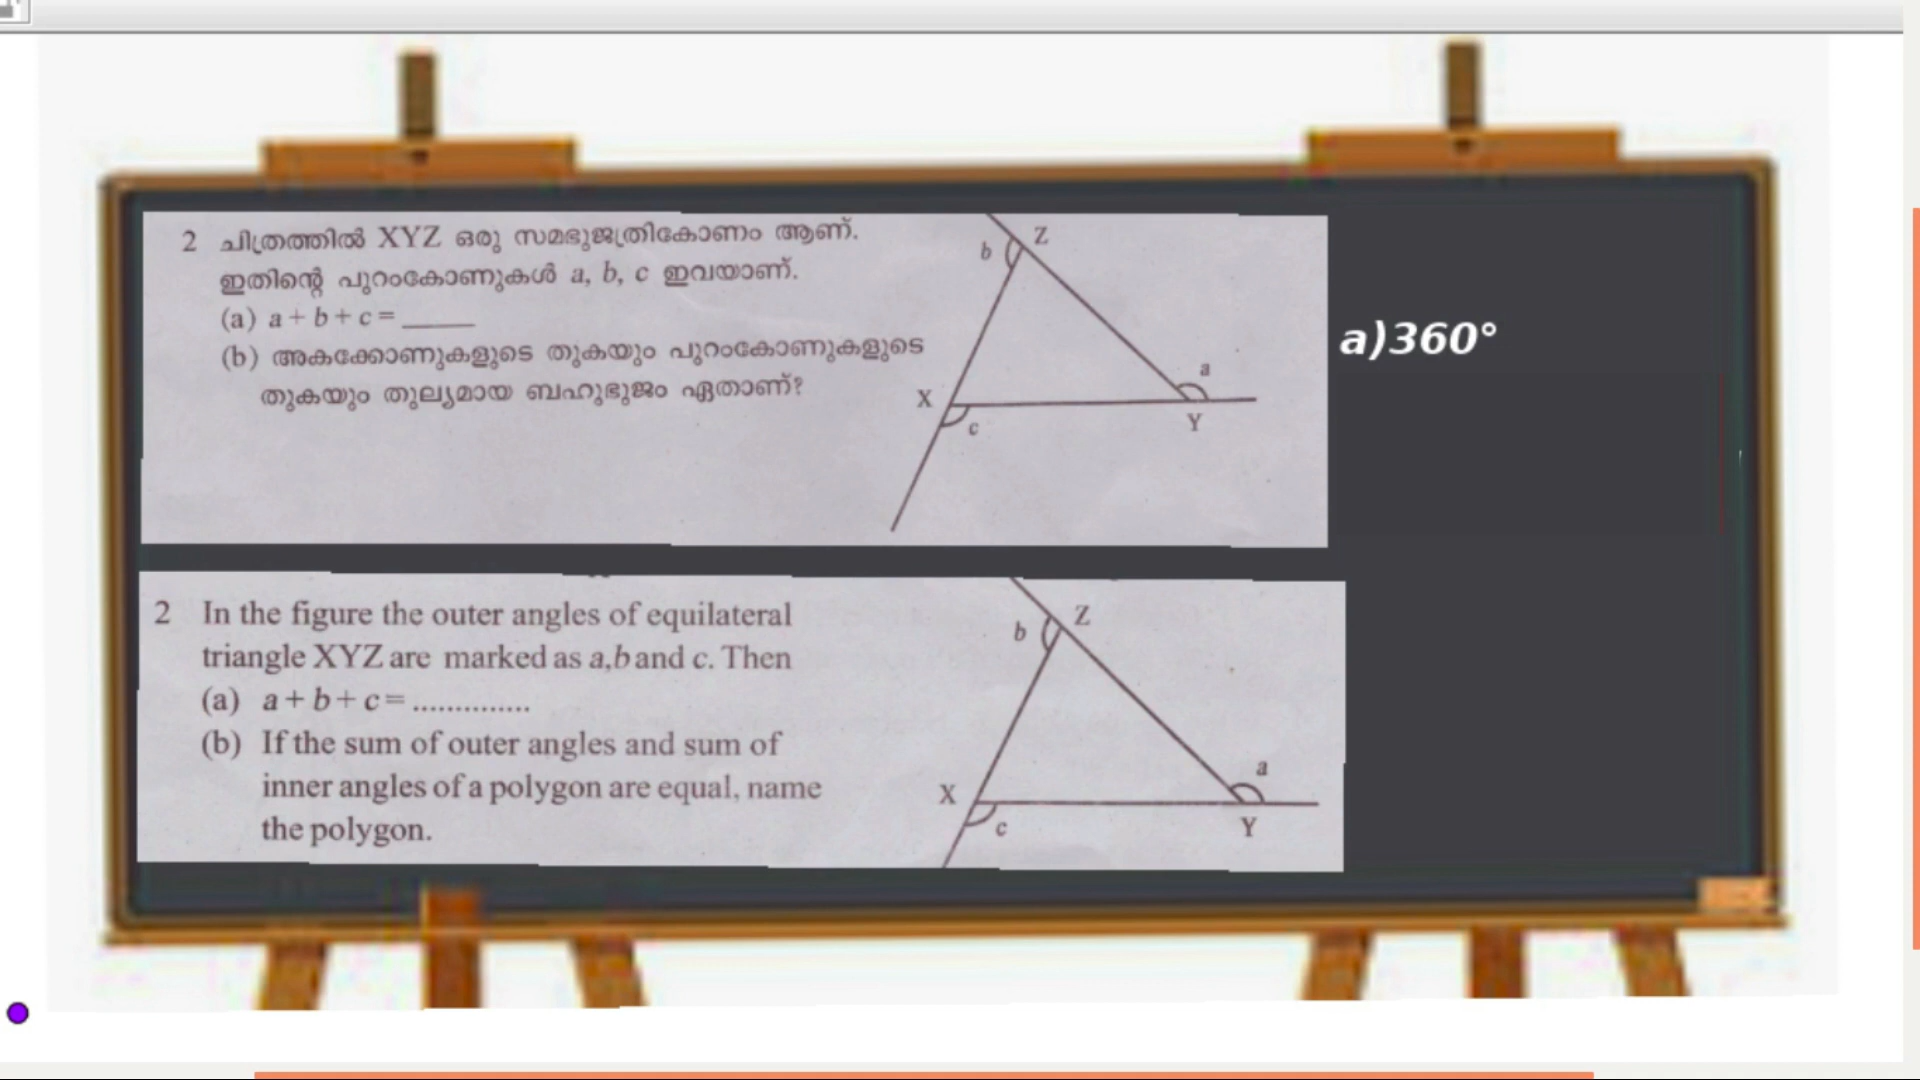 2 ചിത്രത്തിൽ XYZ ഒരു സമഭുജത്രികോണം ആണ്.
ഇതിന്റെ പുറംകോണുകൾ a, b, c ഇവയാണ്.
(a) a + b + c = _____
(b) അകക്കോണുകളുടെ തുകയും പുറംകോണുകളുടെ
തുകയും തുല്യമായ ബഹുഭുജം ഏതാണ്?
b
Z
a
X
c
Y
a)360°
2 In the figure the outer angles of equilateral
triangle XYZ are marked as a,b and c. Then
(a) a + b + c = ..............
(b) If the sum of outer angles and sum of
inner angles of a polygon are equal, name
the polygon.
b
Z
a
X
c
Y